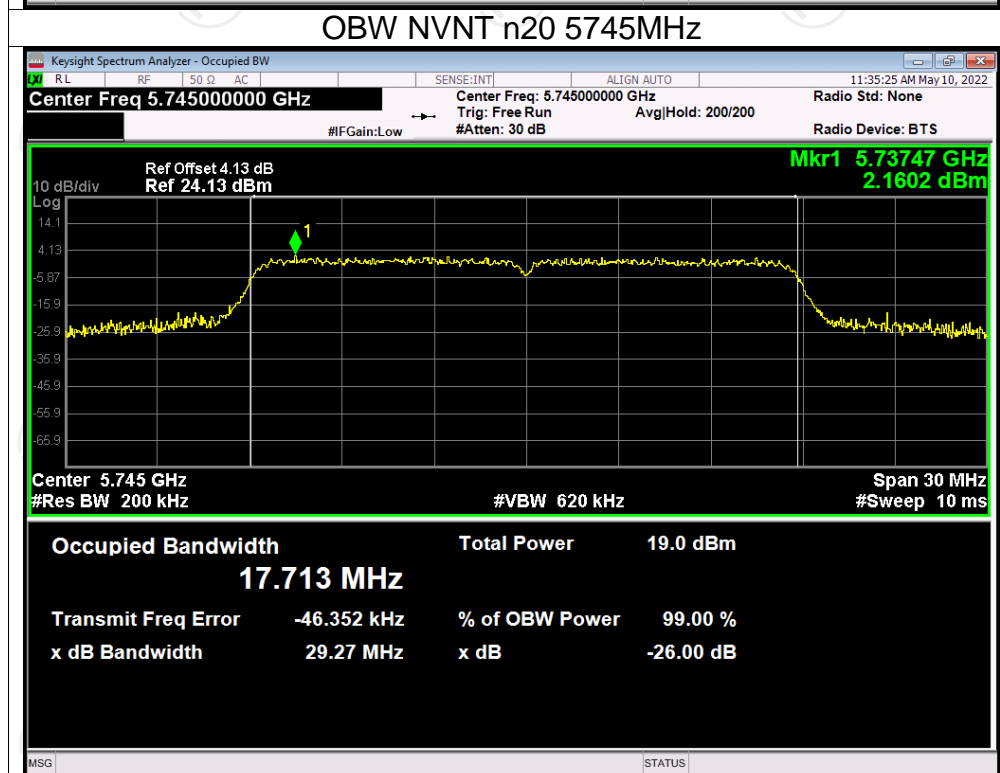 OBW NVNT n20 5745MHz
Keysight Spectrum Analyzer - Occupied BW
LXI RL RF 50 Ω AC SENSE:INT ALIGN AUTO 11:35:25 AM May 10, 2022
Center Freq 5.745000000 GHz Center Freq: 5.745000000 GHz Radio Std: None
Trig: Free Run Avg|Hold: 200/200
#IFGain:Low #Atten: 30 dB Radio Device: BTS
Mkr1 5.73747 GHz
Ref Offset 4.13 dB
10 dB/div Ref 24.13 dBm 2.1602 dBm
Log
14.1
1
4.13
-5.87
-15.9
-25.9
-35.9
-45.9
-55.9
-65.9
Center 5.745 GHz Span 30 MHz
#Res BW 200 kHz #VBW 620 kHz #Sweep 10 ms
Occupied Bandwidth Total Power 19.0 dBm
17.713 MHz
Transmit Freq Error -46.352 kHz % of OBW Power 99.00 %
x dB Bandwidth 29.27 MHz x dB -26.00 dB
MSG STATUS